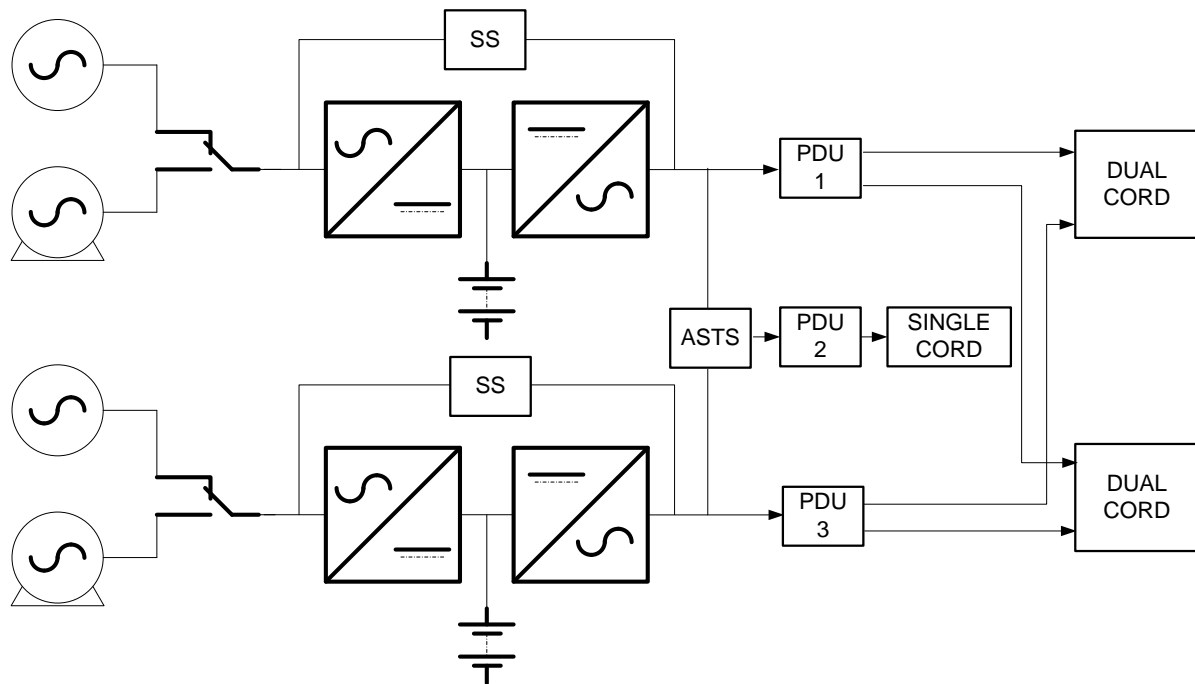 SS
PDU
1
DUAL
CORD
ASTS
PDU
2
SINGLE
CORD
SS
PDU
3
DUAL
CORD